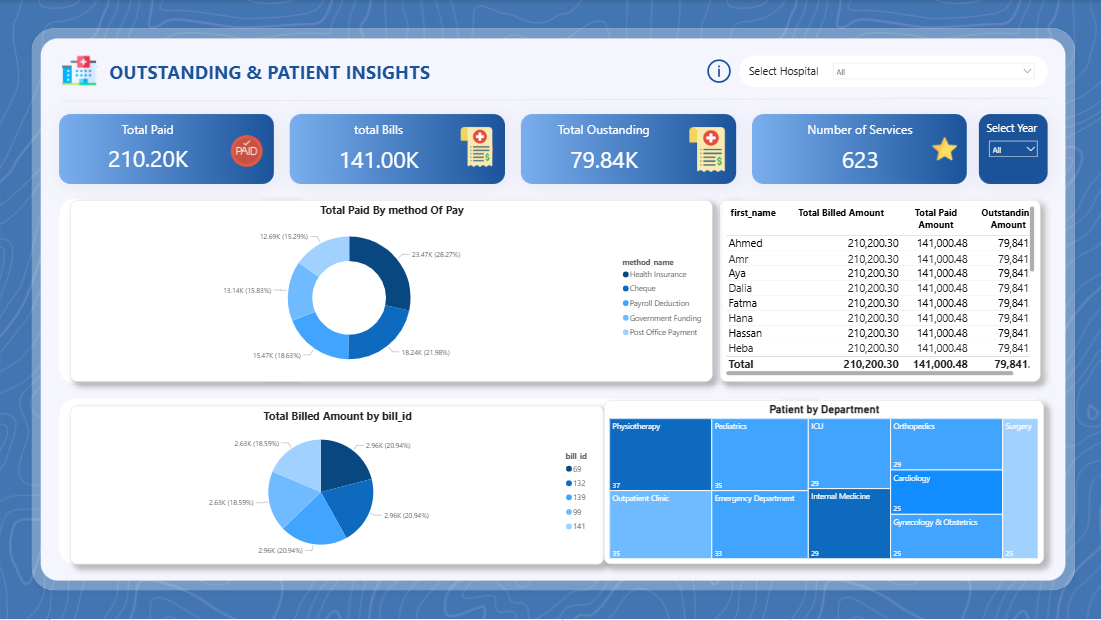 OUTSTANDING & PATIENT INSIGHTS
Select Hospital
All
Total Paid
210.20K
PAID
total Bills
141.00K
Total Oustanding
79.84K
Number of Services
623
Select Year
All
Total Paid By method Of Pay
12.69K (15.29%)
23.47K (28.27%)
13.14K (15.83%)
15.47K (18.63%)
18.24K (21.98%)
method_name
Health Insurance
Cheque
Payroll Deduction
Government Funding
Post Office Payment
first_name Total Billed Amount Total Paid Amount Outstandin Amount
Ahmed 210,200.30 141,000.48 79,841
Amr 210,200.30 141,000.48 79,841
Aya 210,200.30 141,000.48 79,841
Dalia 210,200.30 141,000.48 79,841
Fatma 210,200.30 141,000.48 79,841
Hana 210,200.30 141,000.48 79,841
Hassan 210,200.30 141,000.48 79,841
Heba 210,200.30 141,000.48 79,841
Total 210,200.30 141,000.48 79,841.
Total Billed Amount by bill_id
2.63K (18.59%)
2.96K (20.94%)
2.63K (18.59%)
2.96K (20.94%)
2.96K (20.94%)
bill_id
69
132
139
99
141
Patient by Department
Physiotherapy
37
Pediatrics
35
ICU
29
Orthopedics
29
Surgery
25
Cardiology
25
Outpatient Clinic
35
Emergency Department
33
Internal Medicine
29
Gynecology & Obstetrics
25